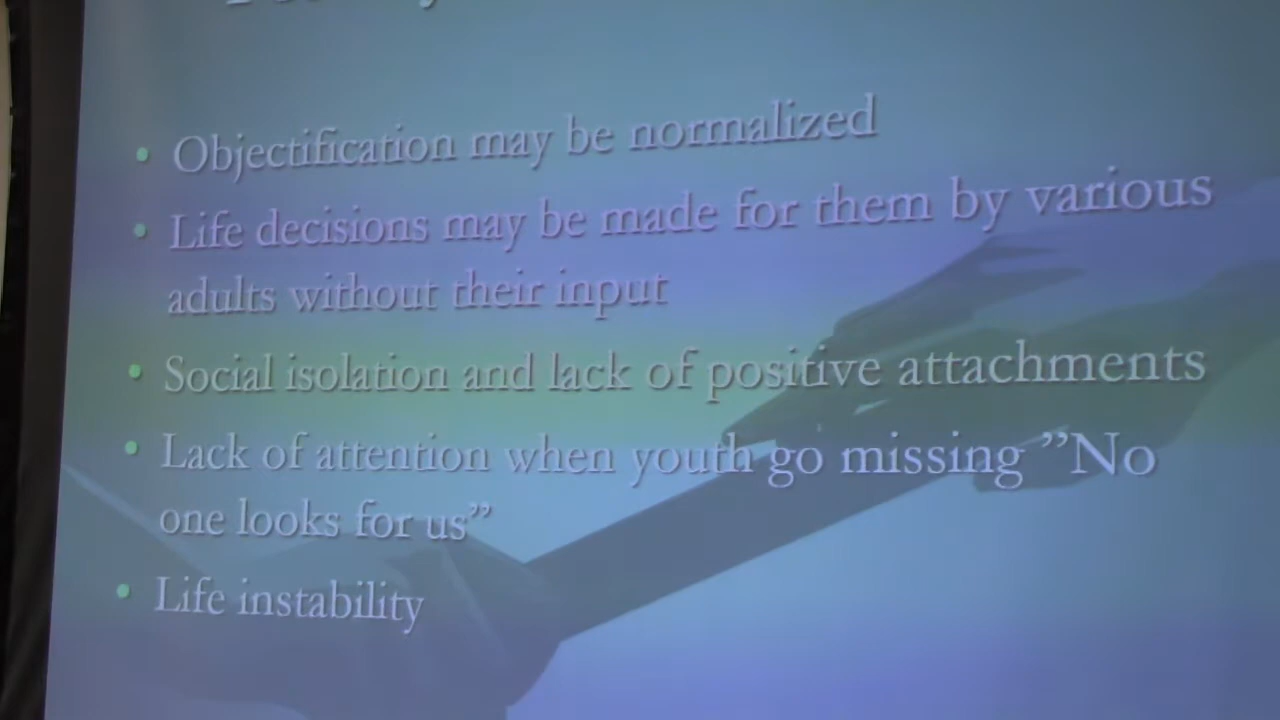 • Objectification may be normalized
• Life decisions may be made for them by various
adults without their input
• Social isolation and lack of positive attachments
• Lack of attention when youth go missing ”No
one looks for us”
• Life instability